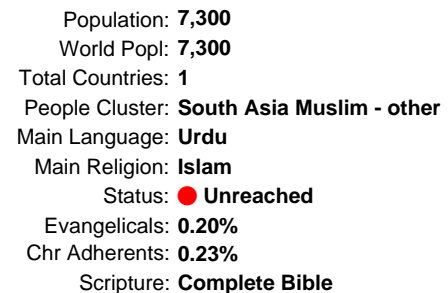 Population: 7,300
World Popl: 7,300
Total Countries: 1
People Cluster: South Asia Muslim - other
Main Language: Urdu
Main Religion: Islam
Status: Unreached
Evangelicals: 0.20%
Chr Adherents: 0.23%
Scripture: Complete Bible